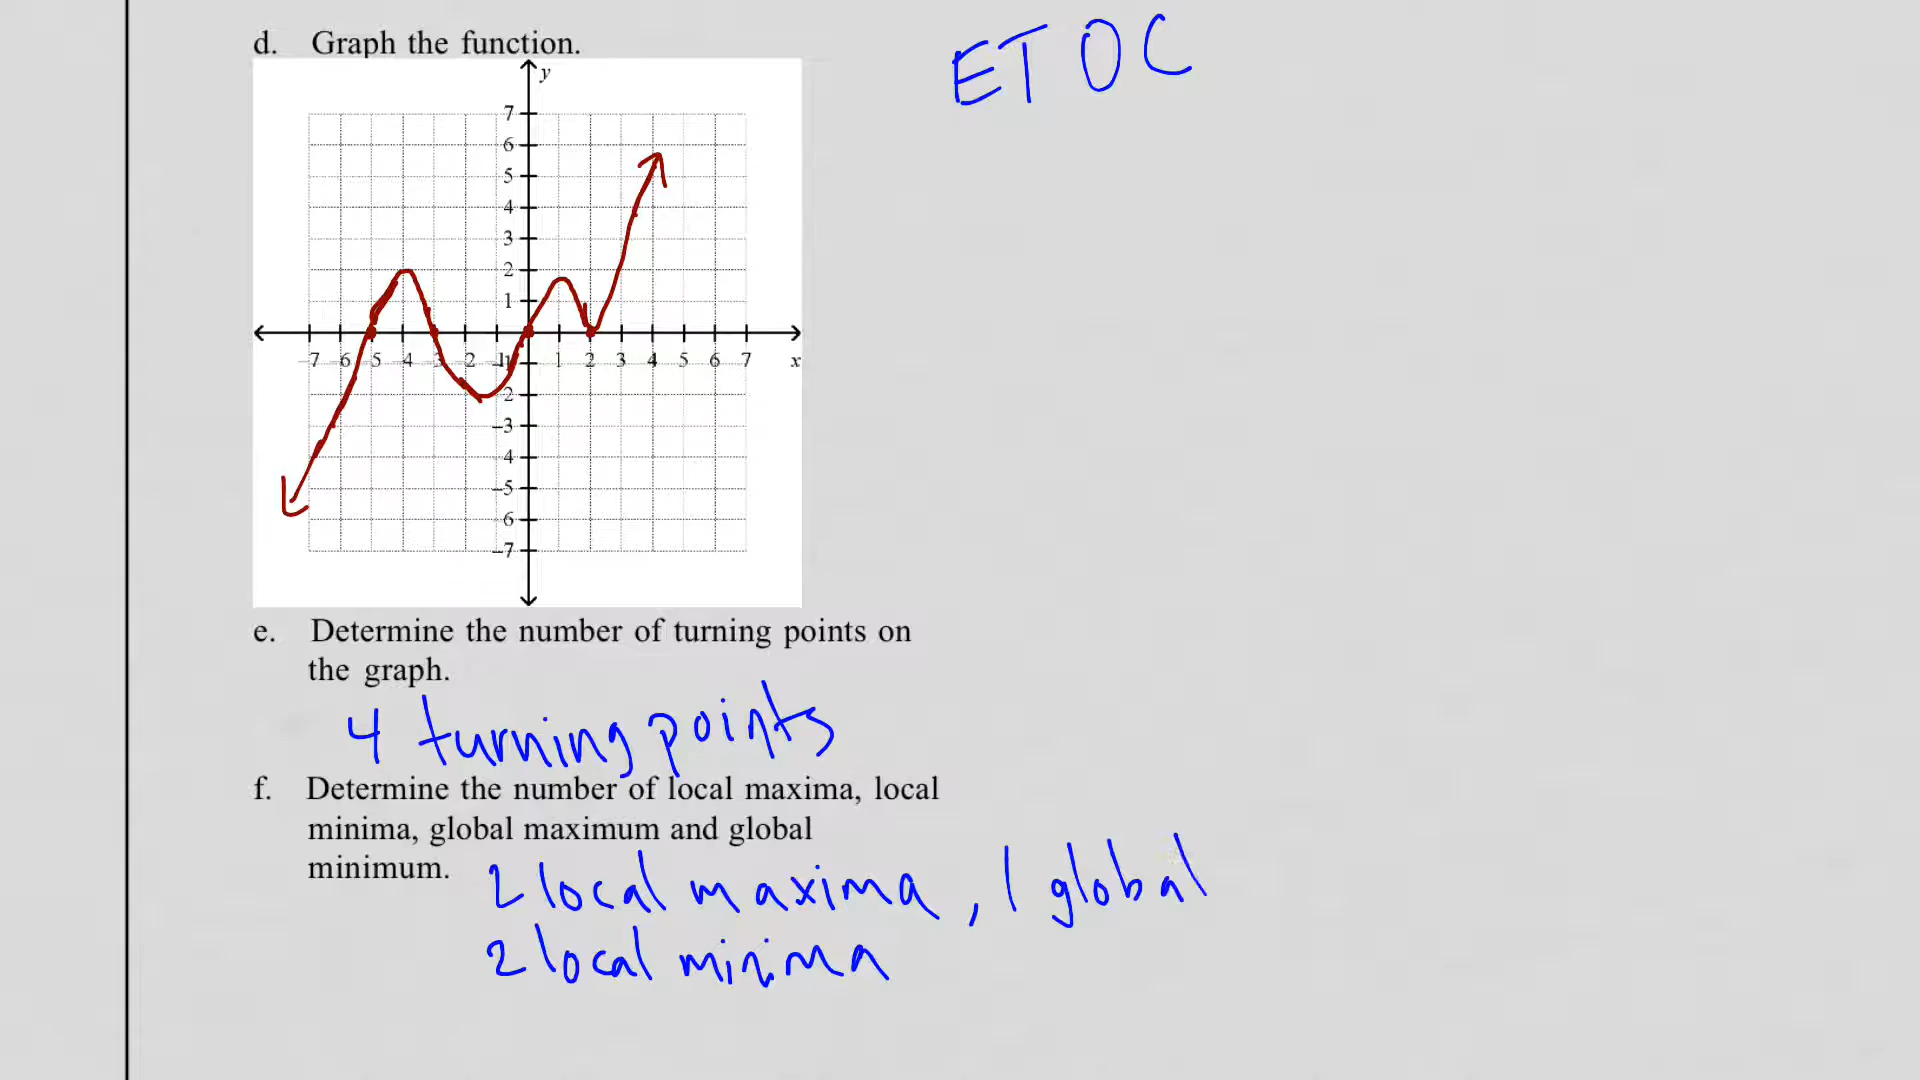 d. Graph the function.
ETOC
y
7
6
5
4
3
2
1
-7 -6 -5 -4 -3 -2 -1 1 2 3 4 5 6 7 x
-2
-3
-4
-5
-6
-7
e. Determine the number of turning points on
the graph.
4 turning points
f. Determine the number of local maxima, local
minima, global maximum and global
minimum.
2 local maxima, 1 global
2 local minima